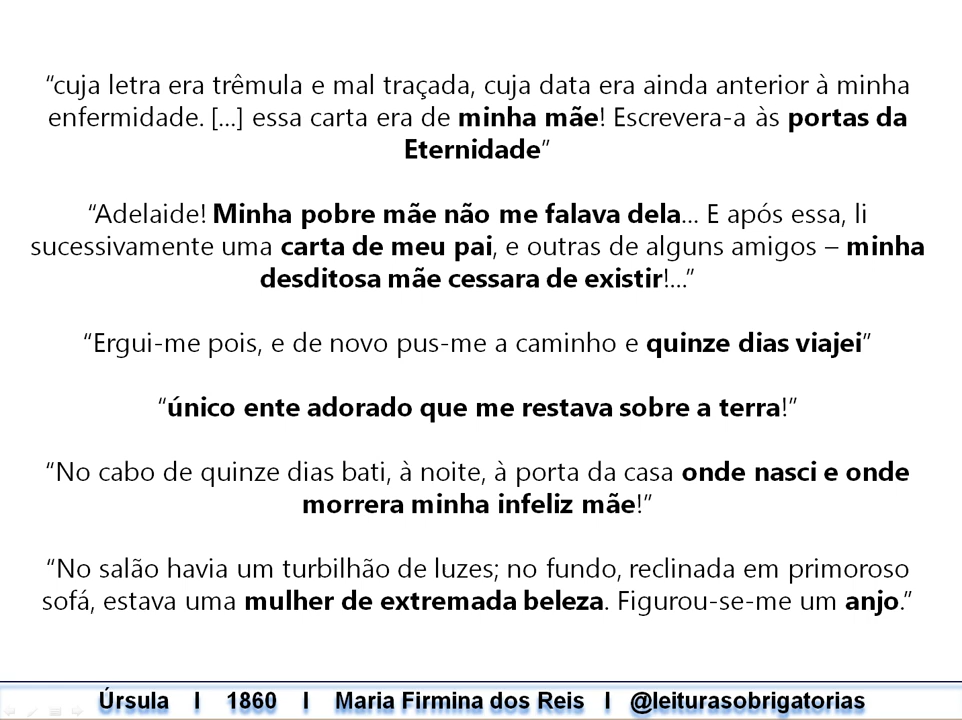 “cuja letra era trêmula e mal traçada, cuja data era ainda anterior à minha
enfermidade. [...] essa carta era de minha mãe! Escrevera-a às portas da
Eternidade”
“Adelaide! Minha pobre mãe não me falava dela... E após essa, li
sucessivamente uma carta de meu pai, e outras de alguns amigos – minha
desditosa mãe cessara de existir!...”
“Ergui-me pois, e de novo pus-me a caminho e quinze dias viajei”
“único ente adorado que me restava sobre a terra!”
“No cabo de quinze dias bati, à noite, à porta da casa onde nasci e onde
morrera minha infeliz mãe!”
“No salão havia um turbilhão de luzes; no fundo, reclinada em primoroso
sofá, estava uma mulher de extremada beleza. Figurou-se-me um anjo.”
Úrsula I 1860 I Maria Firmina dos Reis I @leiturasobrigatorias